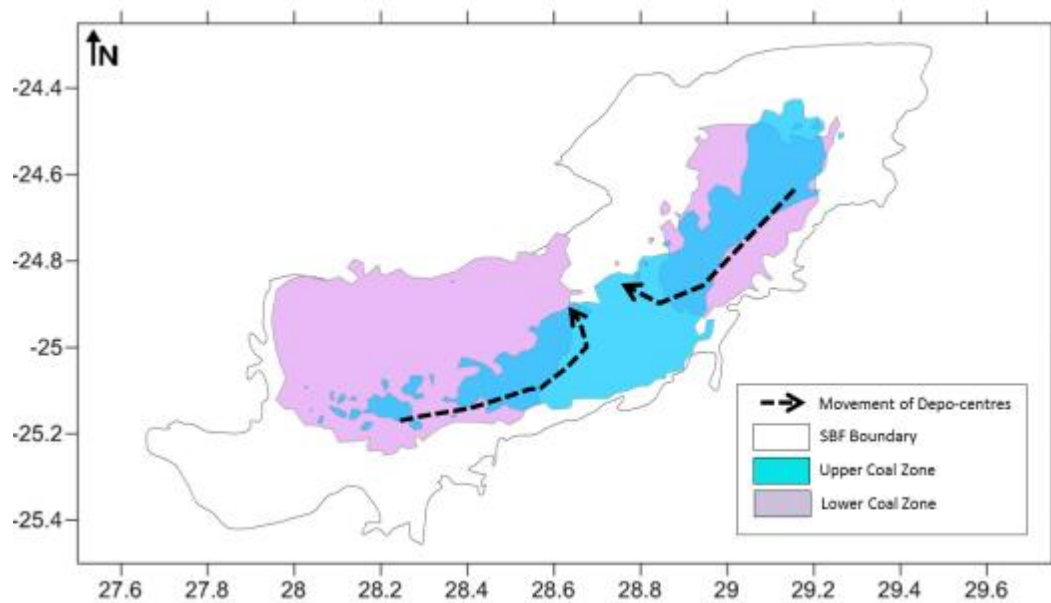 N
-24.4
-24.6
-24.8
-25
-25.2
-25.4
27.6 27.8 28 28.2 28.4 28.6 28.8 29 29.2 29.4 29.6
Movement of Depo-centres
SBF Boundary
Upper Coal Zone
Lower Coal Zone